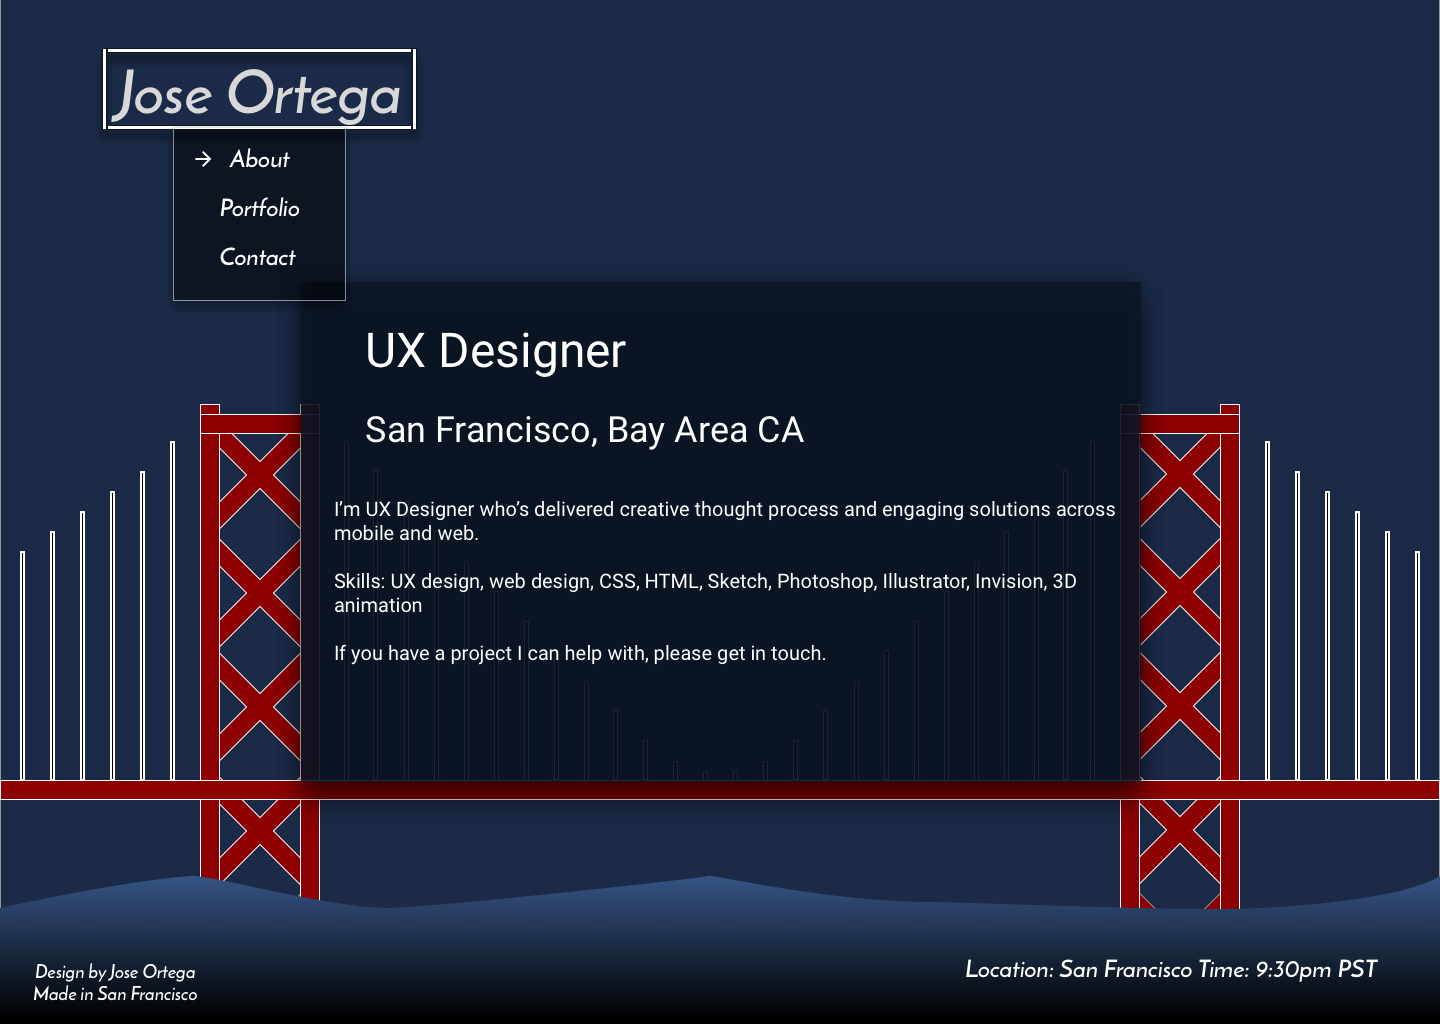 Jose Ortega
→ About
Portfolio
Contact
UX Designer
San Francisco, Bay Area CA
I’m UX Designer who’s delivered creative thought process and engaging solutions across
mobile and web.
Skills: UX design, web design, CSS, HTML, Sketch, Photoshop, Illustrator, Invision, 3D
animation
If you have a project I can help with, please get in touch.
Design by Jose Ortega
Made in San Francisco
Location: San Francisco Time: 9:30pm PST